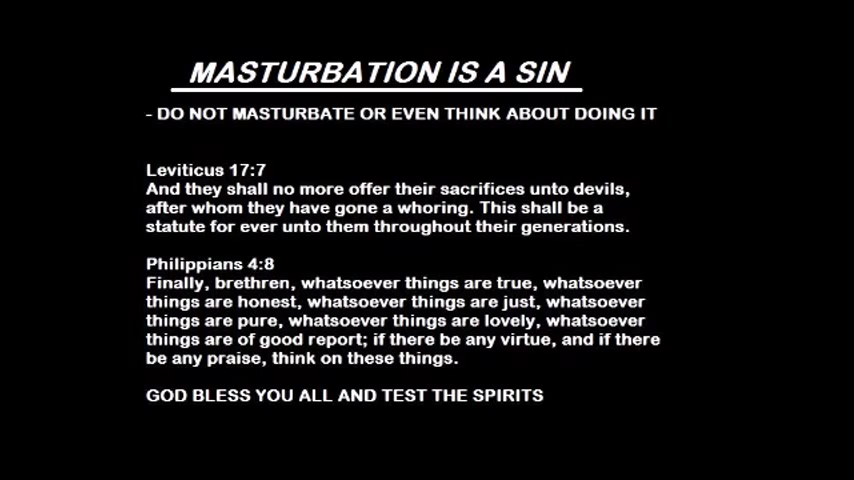 MASTURBATION IS A SIN
- DO NOT MASTURBATE OR EVEN THINK ABOUT DOING IT
Leviticus 17:7
And they shall no more offer their sacrifices unto devils,
after whom they have gone a whoring. This shall be a
statute for ever unto them throughout their generations.
Philippians 4:8
Finally, brethren, whatsoever things are true, whatsoever
things are honest, whatsoever things are just, whatsoever
things are pure, whatsoever things are lovely, whatsoever
things are of good report; if there be any virtue, and if there
be any praise, think on these things.
GOD BLESS YOU ALL AND TEST THE SPIRITS